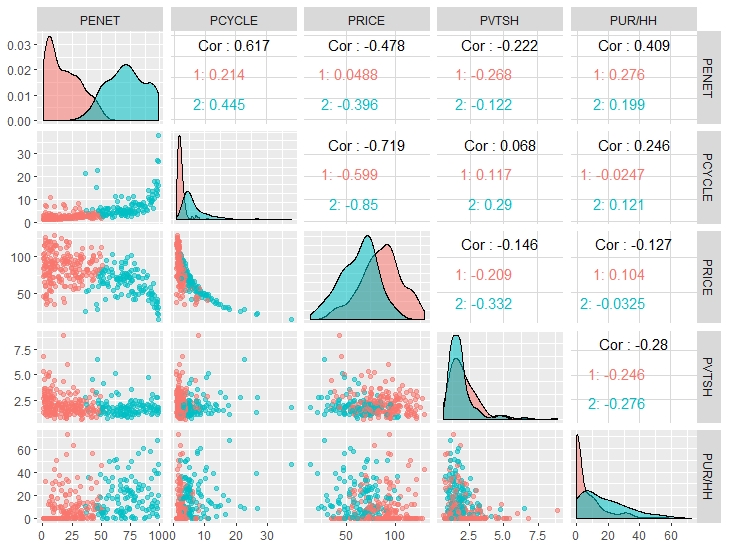 PENET PCYCLE PRICE PVTSH PUR/HH
0.03 Cor : 0.617 Cor : -0.478 Cor : -0.222 Cor : 0.409
0.02 1: 0.214 1: 0.0488 1: -0.268 1: 0.276 PENET
0.01 2: 0.445 2: -0.396 2: -0.122 2: 0.199
0.00
Cor : -0.719 Cor : 0.068 Cor : 0.246
30
20 1: -0.599 1: 0.117 1: -0.0247 PCYCLE
10 2: -0.85 2: 0.29 2: 0.121
0
Cor : -0.146 Cor : -0.127
100 1: -0.209 1: 0.104 PRICE
50 2: -0.332 2: -0.0325
Cor : -0.28
7.5
5.0 1: -0.246 PVTSH
2.5 2: -0.276
60
40 PUR/HH
20
0
0 25 50 75 100 0 10 20 30 50 100 2.5 5.0 7.5 0 20 40 60